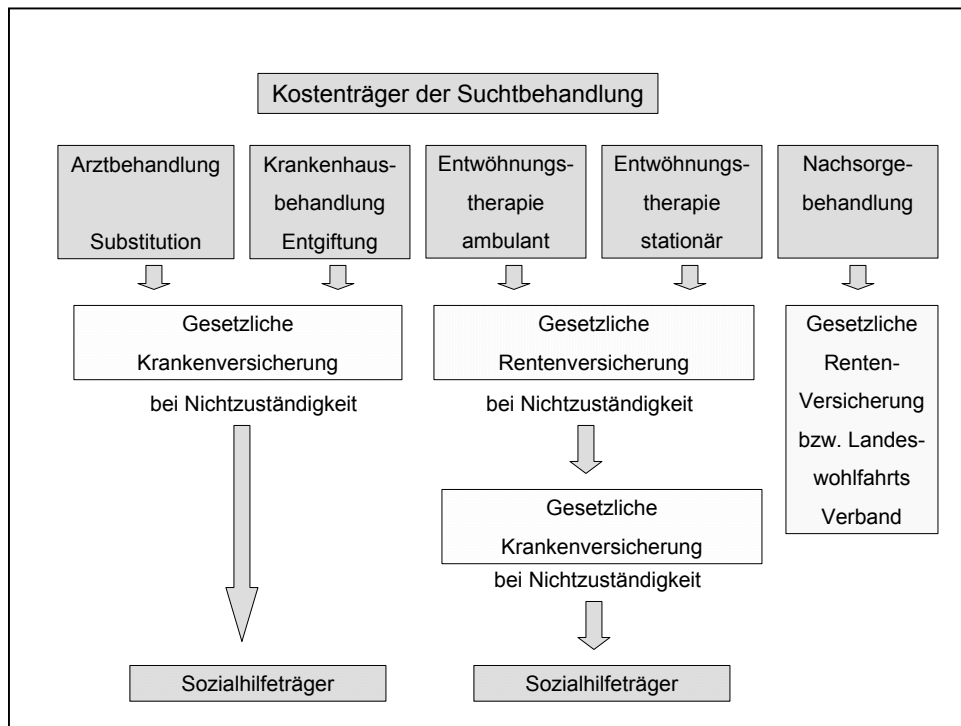 Kostenträger der Suchtbehandlung
Arztbehandlung
Substitution
Krankenhaus-
behandlung
Entgiftung
Entwöhnungs-
therapie
ambulant
Entwöhnungs-
therapie
stationär
Nachsorge-
behandlung
Gesetzliche
Krankenversicherung
bei Nichtzuständigkeit
Gesetzliche
Rentenversicherung
bei Nichtzuständigkeit
Gesetzliche
Renten-
Versicherung
bzw. Landes-
wohlfahrts
Verband
Gesetzliche
Krankenversicherung
bei Nichtzuständigkeit
Sozialhilfeträger
Sozialhilfeträger